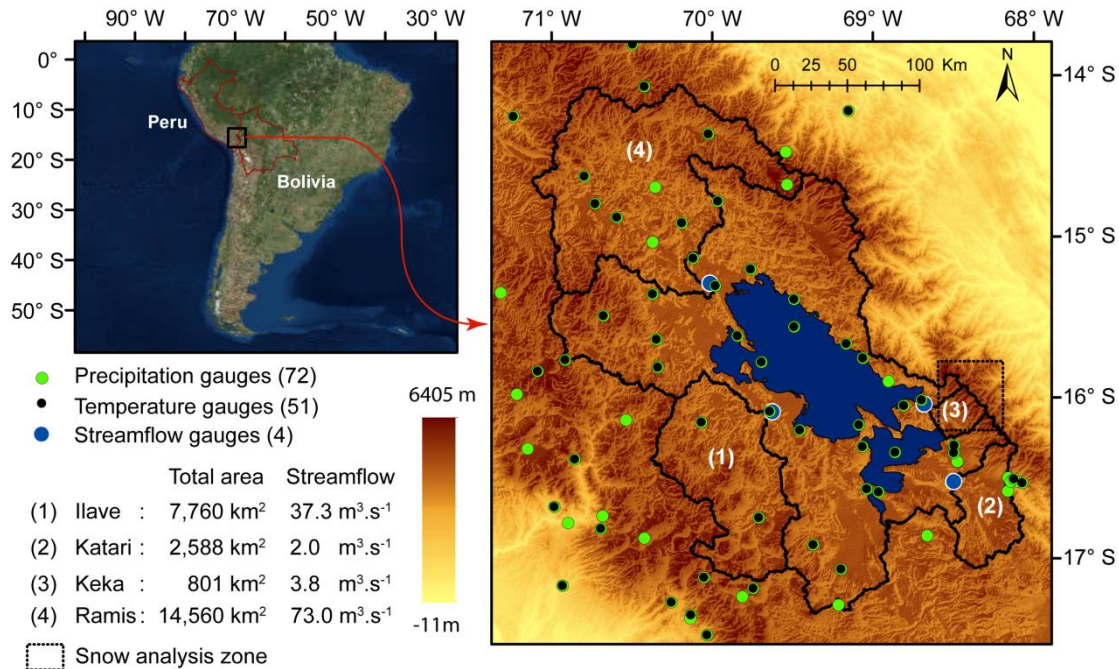 90° W 70° W 50° W 30° W
0°
10° S
20° S
30° S
40° S
50° S
Peru
Bolivia
71° W 70° W 69° W 68° W
14° S
15° S
16° S
17° S
0 25 50 100 Km
N
(4)
(3)
(1)
(2)
Precipitation gauges (72)
Temperature gauges (51)
Streamflow gauges (4)
Total area Streamflow
(1) Ilave : 7,760 km² 37.3 m³.s⁻¹
(2) Katari : 2,588 km² 2.0 m³.s⁻¹
(3) Keka : 801 km² 3.8 m³.s⁻¹
(4) Ramis : 14,560 km² 73.0 m³.s⁻¹
Snow analysis zone
6405 m
-11m